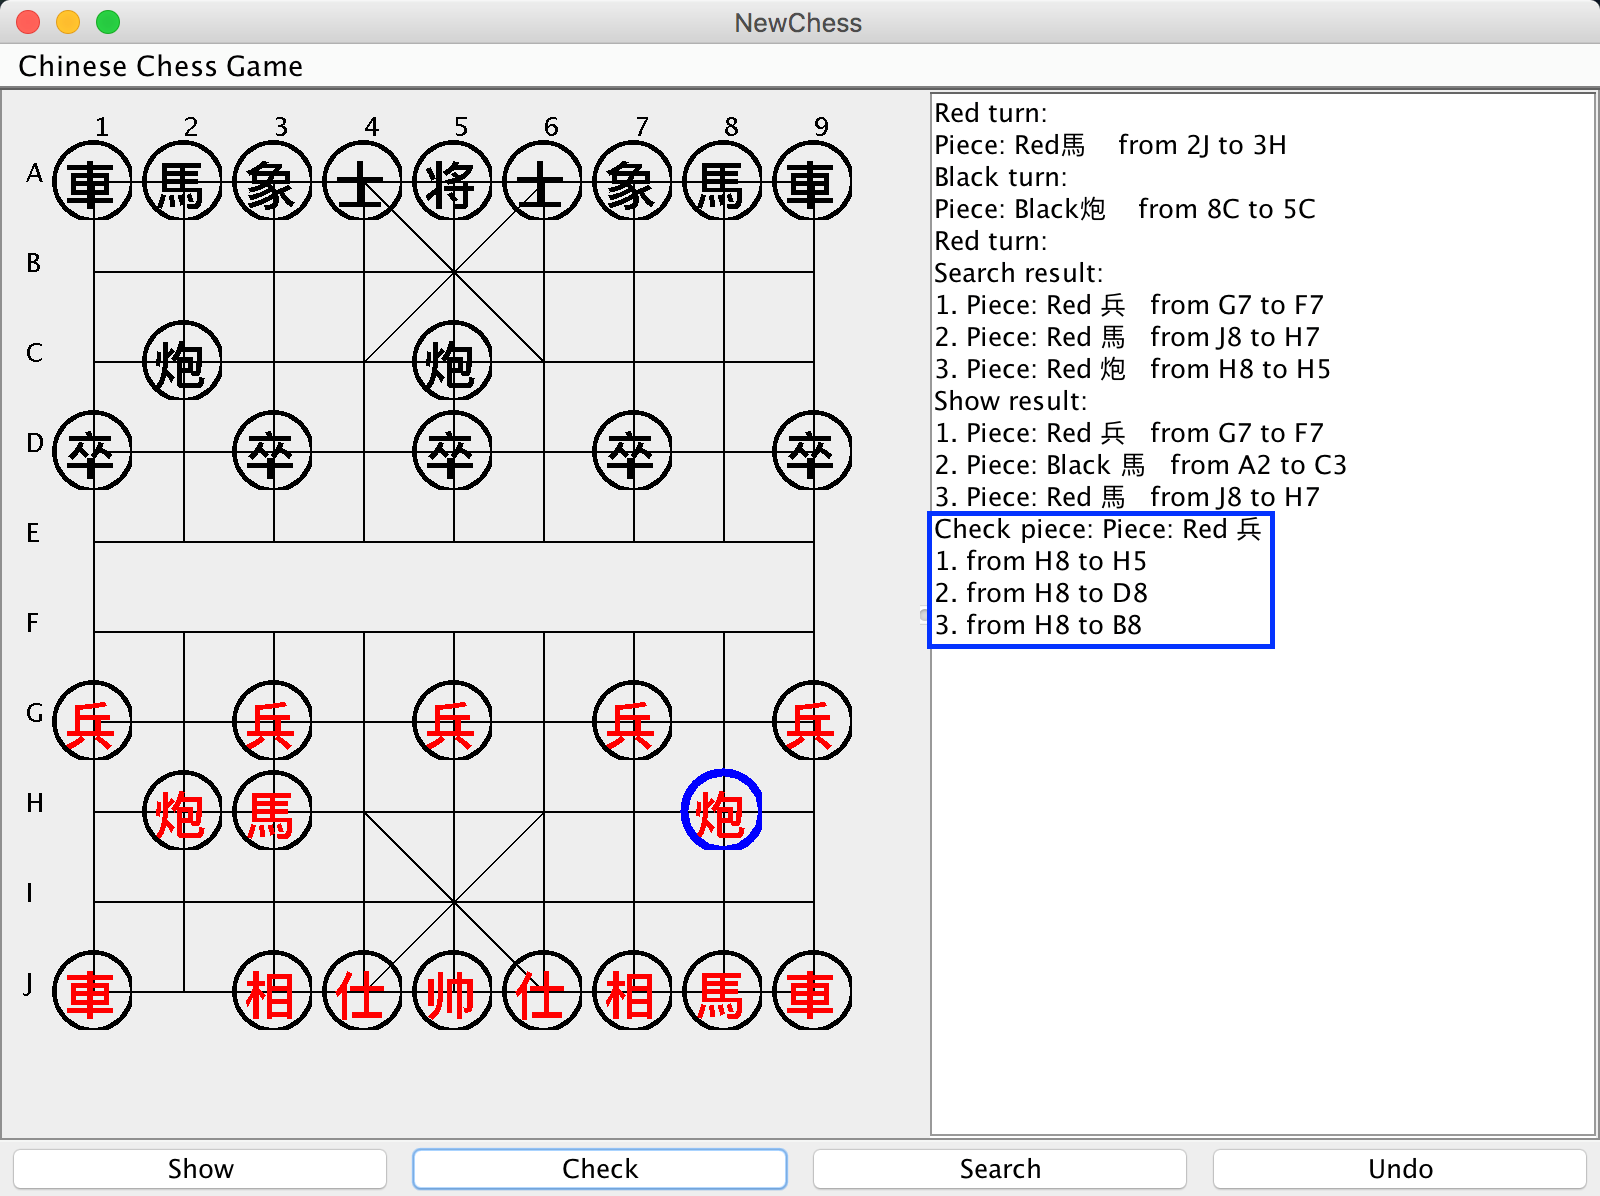 NewChess
Chinese Chess Game
1 2 3 4 5 6 7 8 9
A 車 馬 象 士 将 士 象 馬 車
B
C 炮 炮
D 卒 卒 卒 卒 卒
E
F
G 兵 兵 兵 兵 兵
H 炮 馬 炮
I
J 車 相 仕 帅 仕 相 馬 車
Red turn:
Piece: Red馬 from 2J to 3H
Black turn:
Piece: Black炮 from 8C to 5C
Red turn:
Search result:
1. Piece: Red 兵 from G7 to F7
2. Piece: Red 馬 from J8 to H7
3. Piece: Red 炮 from H8 to H5
Show result:
1. Piece: Red 兵 from G7 to F7
2. Piece: Black 馬 from A2 to C3
3. Piece: Red 馬 from J8 to H7
Check piece: Piece: Red 兵
1. from H8 to H5
2. from H8 to D8
3. from H8 to B8
Show Check Search Undo